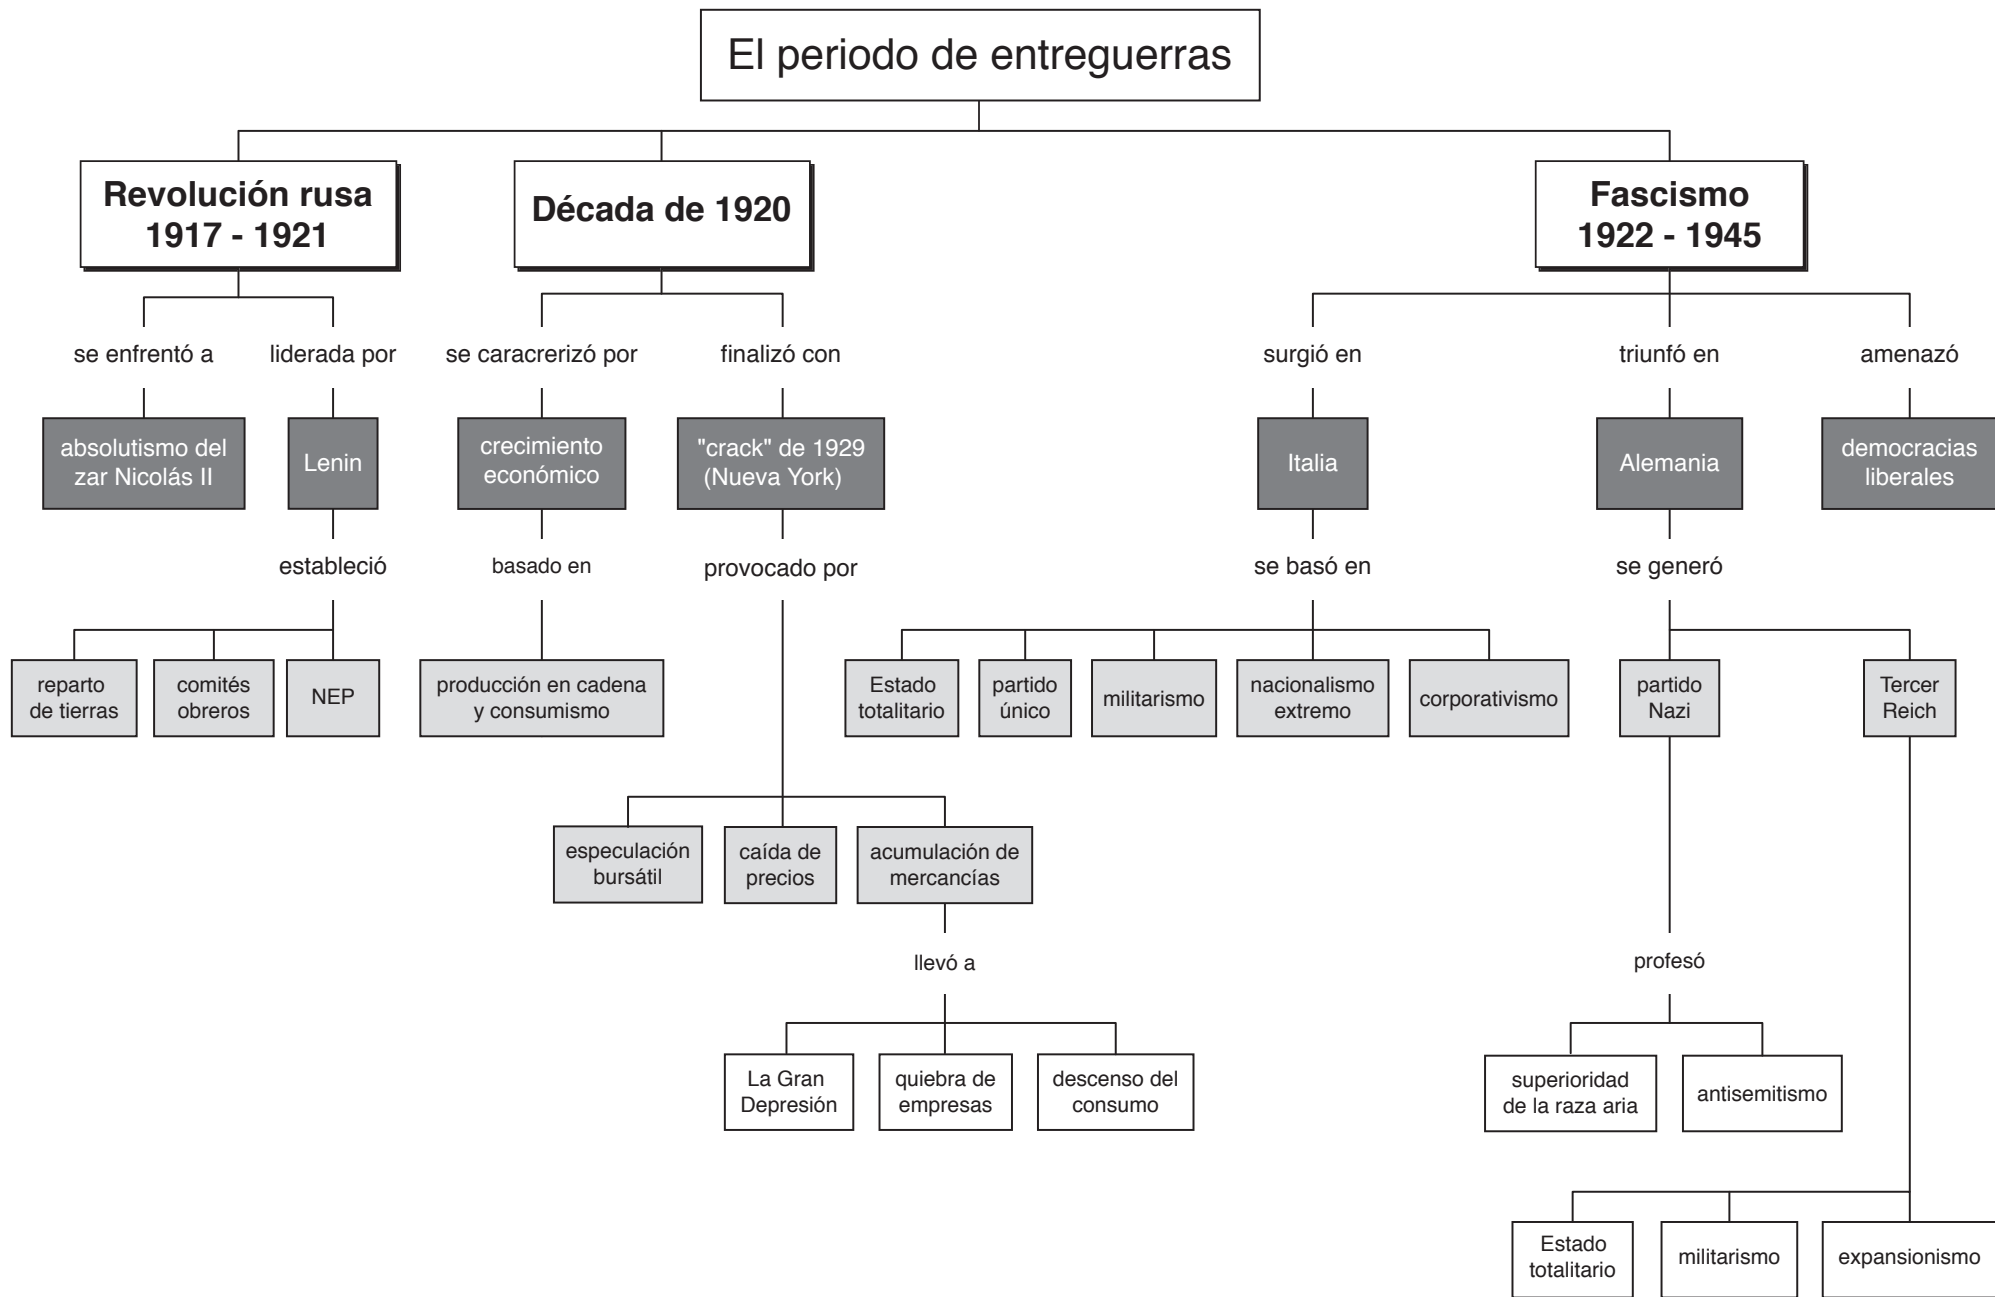 El periodo de entreguerras
Revolución rusa
1917 - 1921
Década de 1920
Fascismo
1922 - 1945
se enfrentó a
liderada por
se caracrerizó por
finalizó con
surgió en
triunfó en
amenazó
absolutismo del
zar Nicolás II
Lenin
crecimiento
económico
"crack" de 1929
(Nueva York)
Italia
Alemania
democracias
liberales
estableció
basado en
provocado por
se basó en
se generó
reparto
de tierras
comités
obreros
NEP
producción en cadena
y consumismo
Estado
totalitario
partido
único
militarismo
nacionalismo
extremo
corporativismo
partido
Nazi
Tercer
Reich
especulación
bursátil
caída de
precios
acumulación de
mercancías
llevó a
profesó
La Gran
Depresión
quiebra de
empresas
descenso del
consumo
superioridad
de la raza aria
antisemitismo
Estado
totalitario
militarismo
expansionismo